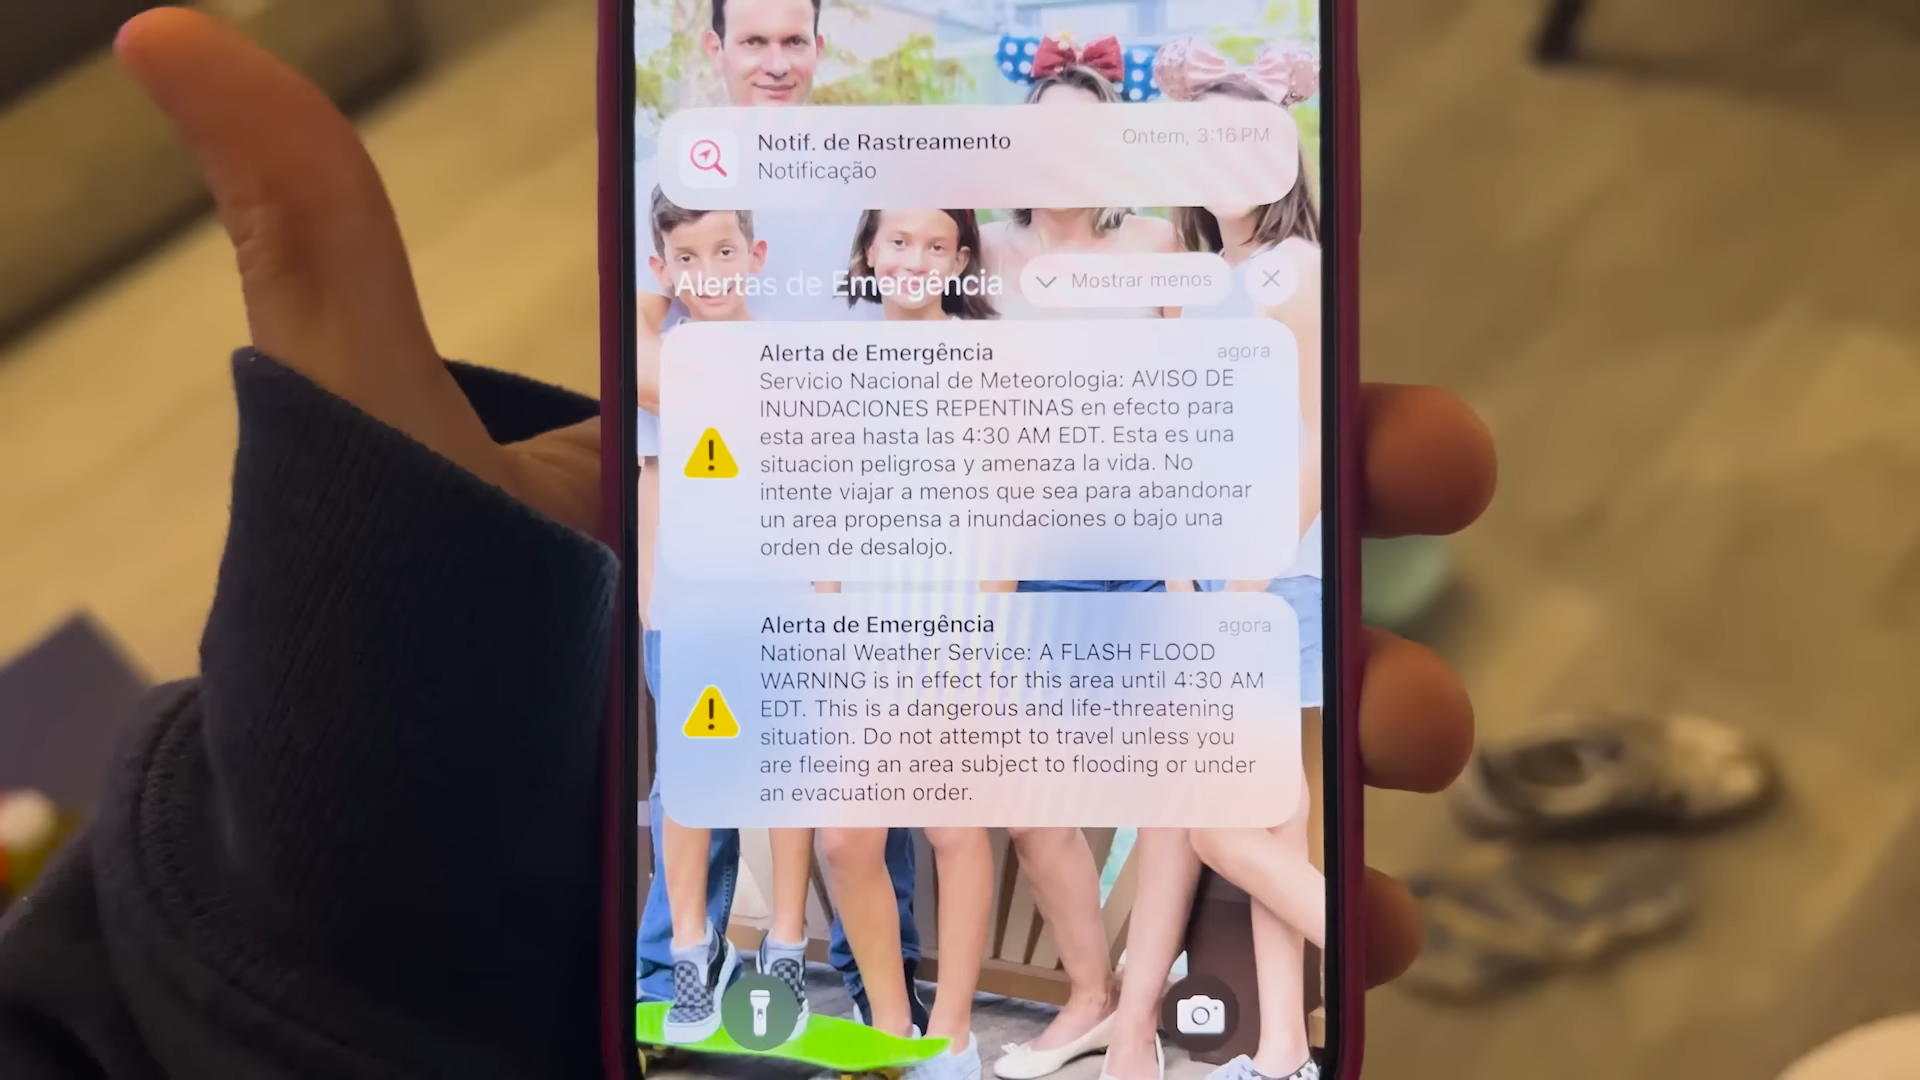 Notif. de Rastreamento
Ontem, 3:16 PM
Notificação
Alertas de Emergência
Mostrar menos
Alerta de Emergência
agora
Servicio Nacional de Meteorologia: AVISO DE
INUNDACIONES REPENTINAS en efecto para
esta area hasta las 4:30 AM EDT. Esta es una
situacion peligrosa y amenaza la vida. No
intente viajar a menos que sea para abandonar
un area propensa a inundaciones o bajo una
orden de desalojo.
Alerta de Emergência
agora
National Weather Service: A FLASH FLOOD
WARNING is in effect for this area until 4:30 AM
EDT. This is a dangerous and life-threatening
situation. Do not attempt to travel unless you
are fleeing an area subject to flooding or under
an evacuation order.